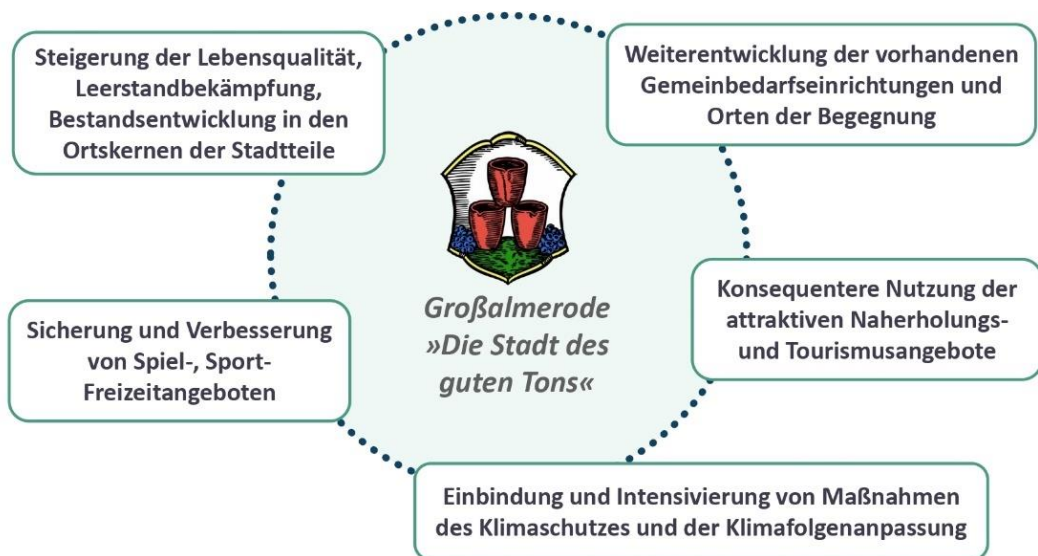 Steigerung der Lebensqualität,
Leerstandbekämpfung,
Bestandsentwicklung in den
Ortskernen der Stadtteile
Weiterentwicklung der vorhandenen
Gemeinbedarfseinrichtungen und
Orten der Begegnung
Großalmerode
»Die Stadt des
guten Tons«
Sicherung und Verbesserung
von Spiel-, Sport-
Freizeitangeboten
Konsequentere Nutzung der
attraktiven Naherholungs-
und Tourismusangebote
Einbindung und Intensivierung von Maßnahmen
des Klimaschutzes und der Klimafolgenanpassung